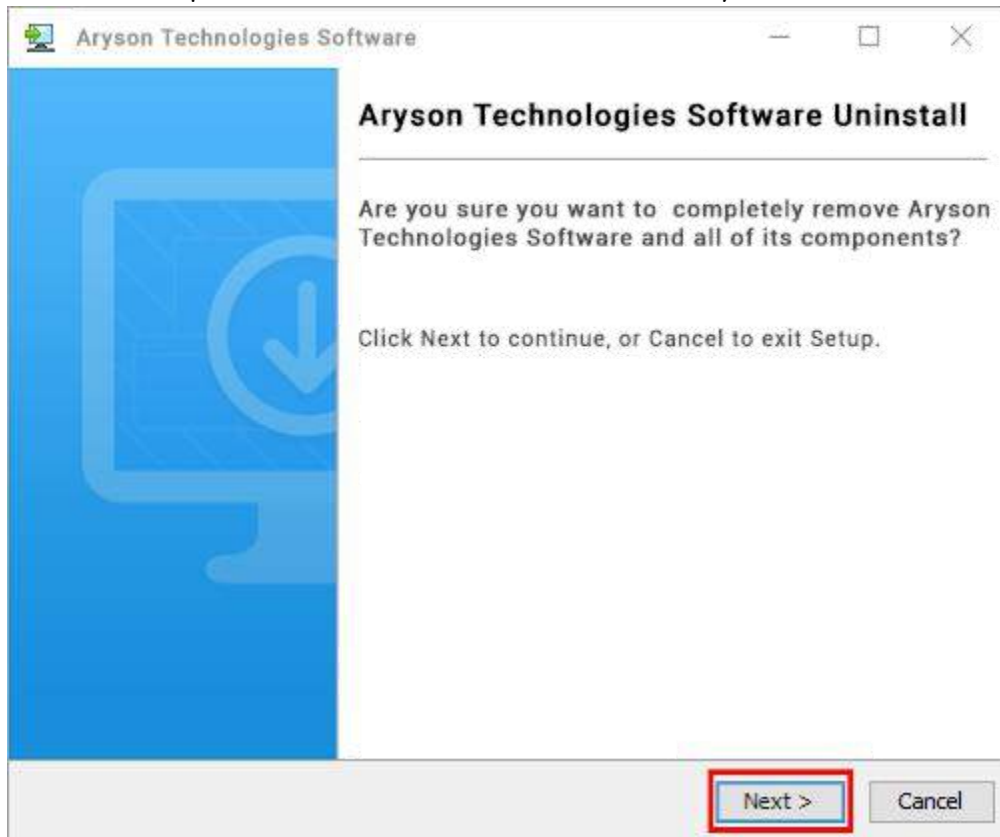 Aryson Technologies Software
Aryson Technologies Software Uninstall
Are you sure you want to completely remove Aryson
Technologies Software and all of its components?
Click Next to continue, or Cancel to exit Setup.
Next >
Cancel